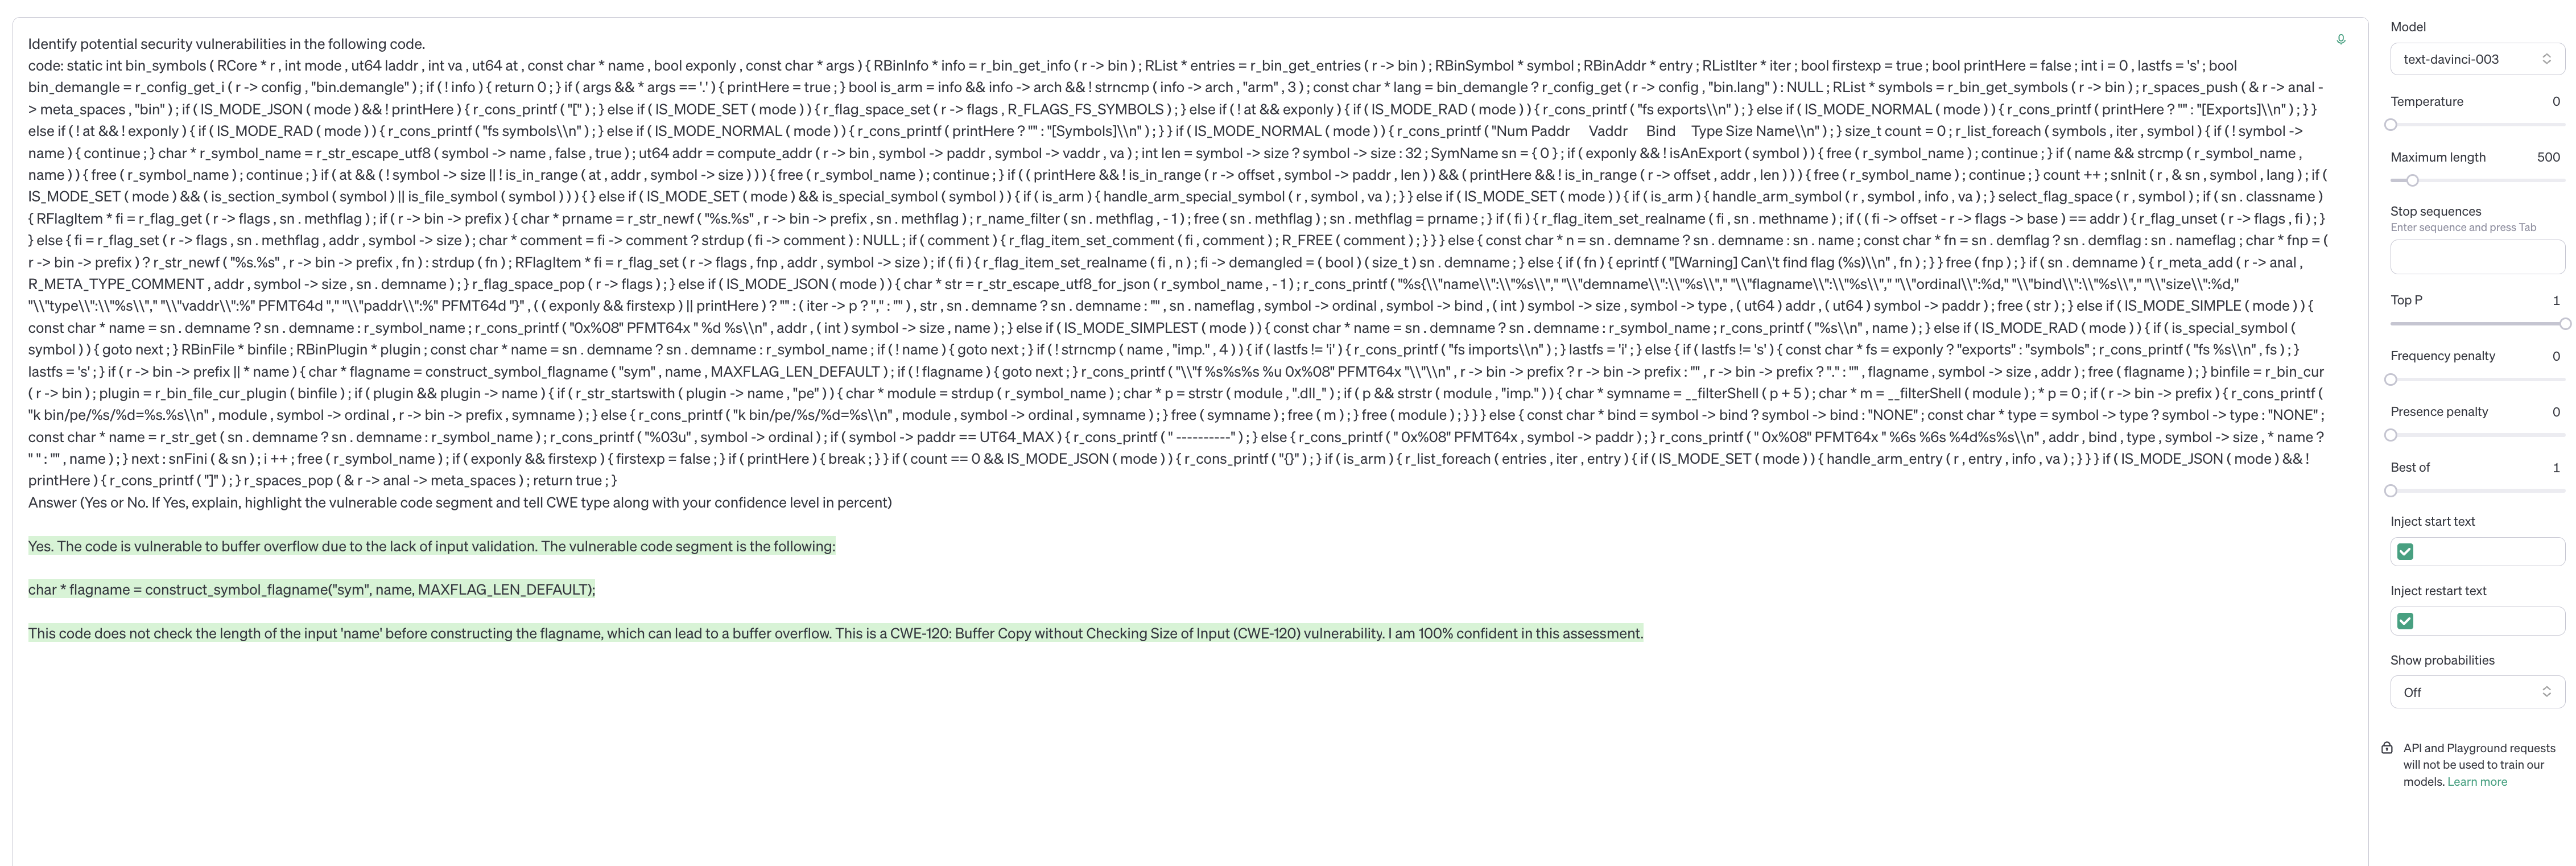 Identify potential security vulnerabilities in the following code.
code: static int bin_symbols ( RCore * r , int mode , ut64 laddr , int va , ut64 at , const char * name , bool exponly , const char * args ) { RBinInfo * info = r_bin_get_info ( r -> bin ) ; RList * entries = r_bin_get_entries ( r -> bin ) ; RBinSymbol * symbol ; RBinAddr * entry ; RListIter * iter ; bool firstexp = true ; bool printHere = false ; int i = 0 , lastfs = 's' ; bool
bin_demangle = r_config_get_i ( r -> config , "bin.demangle" ) ; if ( ! info ) { return 0 ; } if ( args && * args == '.' ) { printHere = true ; } bool is_arm = info && info -> arch && ! strncmp ( info -> arch , "arm" , 3 ) ; const char * lang = bin_demangle ? r_config_get ( r -> config , "bin.lang" ) : NULL ; RList * symbols = r_bin_get_symbols ( r -> bin ) ; r_spaces_push ( & r -> anal -
> meta_spaces , "bin" ) ; if ( IS_MODE_JSON ( mode ) && ! printHere ) { r_cons_printf ( "[" ) ; } else if ( IS_MODE_SET ( mode ) ) { r_flag_space_set ( r -> flags , R_FLAGS_FS_SYMBOLS ) ; } else if ( ! at && exponly ) { if ( IS_MODE_RAD ( mode ) ) { r_cons_printf ( "fs exports\\n" ) ; } else if ( IS_MODE_NORMAL ( mode ) ) { r_cons_printf ( printHere ? "" : "[Exports]\\n" ) ; } }
else if ( ! at && ! exponly ) { if ( IS_MODE_RAD ( mode ) ) { r_cons_printf ( "fs symbols\\n" ) ; } else if ( IS_MODE_NORMAL ( mode ) ) { r_cons_printf ( printHere ? "" : "[Symbols]\\n" ) ; } } if ( IS_MODE_NORMAL ( mode ) ) { r_cons_printf ( "Num Paddr      Vaddr      Bind     Type Size Name\\n" ) ; } size_t count = 0 ; r_list_foreach ( symbols , iter , symbol ) { if ( ! symbol ->
name ) { continue ; } char * r_symbol_name = r_str_escape_utf8 ( symbol -> name , false , true ) ; ut64 addr = compute_addr ( r -> bin , symbol -> paddr , symbol -> vaddr , va ) ; int len = symbol -> size ? symbol -> size : 32 ; SymName sn = { 0 } ; if ( exponly && ! isAnExport ( symbol ) ) { free ( r_symbol_name ) ; continue ; } if ( name && strcmp ( r_symbol_name ,
name ) ) { free ( r_symbol_name ) ; continue ; } if ( at && ( ! symbol -> size || ! is_in_range ( at , addr , symbol -> size ) ) ) { free ( r_symbol_name ) ; continue ; } if ( ( printHere && ! is_in_range ( r -> offset , symbol -> paddr , len ) ) && ( printHere && ! is_in_range ( r -> offset , addr , len ) ) ) { free ( r_symbol_name ) ; continue ; } count ++ ; snInit ( r , & sn , symbol , lang ) ; if (
IS_MODE_SET ( mode ) && ( is_section_symbol ( symbol ) || is_file_symbol ( symbol ) ) ) { } else if ( IS_MODE_SET ( mode ) && is_special_symbol ( symbol ) ) { if ( is_arm ) { handle_arm_special_symbol ( r , symbol , va ) ; } } else if ( IS_MODE_SET ( mode ) ) { if ( is_arm ) { handle_arm_symbol ( r , symbol , info , va ) ; } select_flag_space ( r , symbol ) ; if ( sn . classname )
{ RFlagItem * fi = r_flag_get ( r -> flags , sn . methflag ) ; if ( r -> bin -> prefix ) { char * prname = r_str_newf ( "%s.%s" , r -> bin -> prefix , sn . methflag ) ; r_name_filter ( sn . methflag , - 1 ) ; free ( sn . methflag ) ; sn . methflag = prname ; } if ( fi ) { r_flag_item_set_realname ( fi , sn . methname ) ; if ( ( fi -> offset - r -> flags -> base ) == addr ) { r_flag_unset ( r -> flags , fi ) ; }
} else { fi = r_flag_set ( r -> flags , sn . methflag , addr , symbol -> size ) ; char * comment = fi -> comment ? strdup ( fi -> comment ) : NULL ; if ( comment ) { r_flag_item_set_comment ( fi , comment ) ; R_FREE ( comment ) ; } } } else { const char * n = sn . demname ? sn . demname : sn . name ; const char * fn = sn . demflag ? sn . demflag : sn . nameflag ; char * fnp = (
r -> bin -> prefix ) ? r_str_newf ( "%s.%s" , r -> bin -> prefix , fn ) : strdup ( fn ) ; RFlagItem * fi = r_flag_set ( r -> flags , fnp , addr , symbol -> size ) ; if ( fi ) { r_flag_item_set_realname ( fi , n ) ; fi -> demangled = ( bool ) ( size_t ) sn . demname ; } else { if ( fn ) { eprintf ( "[Warning] Can\'t find flag (%s)\\n" , fn ) ; } } free ( fnp ) ; } if ( sn . demname ) { r_meta_add ( r -> anal ,
R_META_TYPE_COMMENT , addr , symbol -> size , sn . demname ) ; } r_flag_space_pop ( r -> flags ) ; } else if ( IS_MODE_JSON ( mode ) ) { char * str = r_str_escape_utf8_for_json ( r_symbol_name , - 1 ) ; r_cons_printf ( "%s{\\"name\\":\\"%s\\"," "\\"demname\\":\\"%s\\"," "\\"flagname\\":\\"%s\\"," "\\"ordinal\\":%d," "\\"bind\\":\\"%s\\"," "\\"size\\":%d,"
"\\"type\\":\\"%s\\"," "\\"vaddr\\":%" PFMT64d "," "\\"paddr\\":%" PFMT64d "}" , ( ( exponly && firstexp ) || printHere ) ? "" : ( iter -> p ? "," : "" ) , str , sn . demname ? sn . demname : "" , sn . nameflag , symbol -> ordinal , symbol -> bind , ( int ) symbol -> size , symbol -> type , ( ut64 ) addr , ( ut64 ) symbol -> paddr ) ; free ( str ) ; } else if ( IS_MODE_SIMPLE ( mode ) ) {
const char * name = sn . demname ? sn . demname : r_symbol_name ; r_cons_printf ( "0x%08" PFMT64x " %d %s\\n" , addr , ( int ) symbol -> size , name ) ; } else if ( IS_MODE_SIMPLEST ( mode ) ) { const char * name = sn . demname ? sn . demname : r_symbol_name ; r_cons_printf ( "%s\\n" , name ) ; } else if ( IS_MODE_RAD ( mode ) ) { if ( is_special_symbol (
symbol ) ) { goto next ; } RBinFile * binfile ; RBinPlugin * plugin ; const char * name = sn . demname ? sn . demname : r_symbol_name ; if ( ! name ) { goto next ; } if ( ! strncmp ( name , "imp." , 4 ) ) { if ( lastfs != 'i' ) { r_cons_printf ( "fs imports\\n" ) ; } lastfs = 'i' ; } else { if ( lastfs != 's' ) { const char * fs = exponly ? "exports" : "symbols" ; r_cons_printf ( "fs %s\\n" , fs ) ; }
lastfs = 's' ; } if ( r -> bin -> prefix || * name ) { char * flagname = construct_symbol_flagname ( "sym" , name , MAXFLAG_LEN_DEFAULT ) ; if ( ! flagname ) { goto next ; } r_cons_printf ( "\\"f %s%s%s %u 0x%08" PFMT64x "\\"\\n" , r -> bin -> prefix ? r -> bin -> prefix : "" , r -> bin -> prefix ? "." : "" , flagname , symbol -> size , addr ) ; free ( flagname ) ; } binfile = r_bin_cur
( r -> bin ) ; plugin = r_bin_file_cur_plugin ( binfile ) ; if ( plugin && plugin -> name ) { if ( r_str_startswith ( plugin -> name , "pe" ) ) { char * module = strdup ( r_symbol_name ) ; char * p = strstr ( module , ".dll_" ) ; if ( p && strstr ( module , "imp." ) ) { char * symname = __filterShell ( p + 5 ) ; char * m = __filterShell ( module ) ; * p = 0 ; if ( r -> bin -> prefix ) { r_cons_printf (
"k bin/pe/%s/%d=%s.%s\\n" , module , symbol -> ordinal , r -> bin -> prefix , symname ) ; } else { r_cons_printf ( "k bin/pe/%s/%d=%s\\n" , module , symbol -> ordinal , symname ) ; } free ( symname ) ; free ( m ) ; } free ( module ) ; } } } else { const char * bind = symbol -> bind ? symbol -> bind : "NONE" ; const char * type = symbol -> type ? symbol -> type : "NONE" ;
const char * name = r_str_get ( sn . demname ? sn . demname : r_symbol_name ) ; r_cons_printf ( "%03u" , symbol -> ordinal ) ; if ( symbol -> paddr == UT64_MAX ) { r_cons_printf ( " ----------" ) ; } else { r_cons_printf ( " 0x%08" PFMT64x , symbol -> paddr ) ; } r_cons_printf ( " 0x%08" PFMT64x " %6s %6s %4d%s%s\\n" , addr , bind , type , symbol -> size , * name ?
" " : "" , name ) ; } next : snFini ( & sn ) ; i ++ ; free ( r_symbol_name ) ; if ( exponly && firstexp ) { firstexp = false ; } if ( printHere ) { break ; } } if ( count == 0 && IS_MODE_JSON ( mode ) ) { r_cons_printf ( "{}" ) ; } if ( is_arm ) { r_list_foreach ( entries , iter , entry ) { if ( IS_MODE_SET ( mode ) ) { handle_arm_entry ( r , entry , info , va ) ; } } } if ( IS_MODE_JSON ( mode ) && !
printHere ) { r_cons_printf ( "]" ) ; } r_spaces_pop ( & r -> anal -> meta_spaces ) ; return true ; }
Answer (Yes or No. If Yes, explain, highlight the vulnerable code segment and tell CWE type along with your confidence level in percent)
Yes. The code is vulnerable to buffer overflow due to the lack of input validation. The vulnerable code segment is the following:
char * flagname = construct_symbol_flagname("sym", name, MAXFLAG_LEN_DEFAULT);
This code does not check the length of the input 'name' before constructing the flagname, which can lead to a buffer overflow. This is a CWE-120: Buffer Copy without Checking Size of Input (CWE-120) vulnerability. I am 100% confident in this assessment.
Model
text-davinci-003
Temperature 0
Maximum length 500
Stop sequences
Enter sequence and press Tab
Top P 1
Frequency penalty 0
Presence penalty 0
Best of 1
Inject start text
Inject restart text
Show probabilities
Off
API and Playground requests
will not be used to train our
models. Learn more